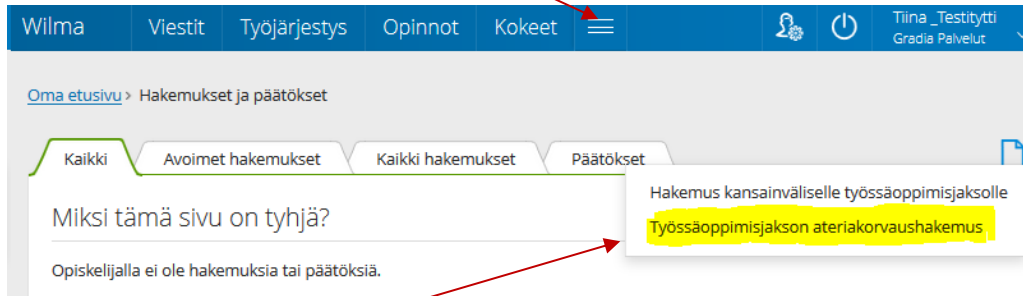 Wilma Viestit Työjärjestys Opinnot Kokeet Tiina _Testitytti
Gradia Palvelut
Oma etusivu > Hakemukset ja päätökset
Kaikki Avoimet hakemukset Kaikki hakemukset Päätökset
Hakemus kansainväliselle työssäoppimisjaksolle
Työssäoppimisjakson ateriakorvaushakemus
Miksi tämä sivu on tyhjä?
Opiskelijalla ei ole hakemuksia tai päätöksiä.